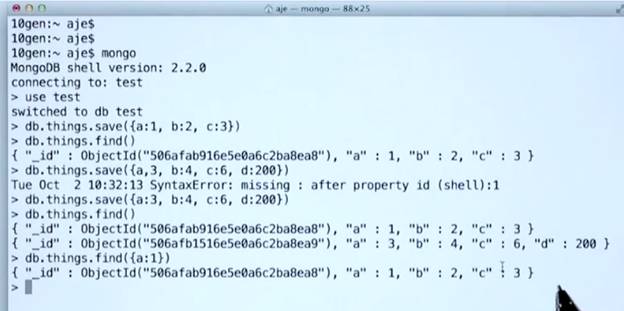 aje — mongo — 88×25
10gen:~ aje$
10gen:~ aje$
10gen:~ aje$ mongo
MongoDB shell version: 2.2.0
connecting to: test
> use test
switched to db test
> db.things.save({a:1, b:2, c:3})
> db.things.find()
{ "_id" : ObjectId("506afab916e5e0a6c2ba8ea8"), "a" : 1, "b" : 2, "c" : 3 }
> db.things.save({a,3, b:4, c:6, d:200})
Tue Oct  2 10:32:13 SyntaxError: missing : after property id (shell):1
> db.things.save({a:3, b:4, c:6, d:200})
> db.things.find()
{ "_id" : ObjectId("506afab916e5e0a6c2ba8ea8"), "a" : 1, "b" : 2, "c" : 3 }
{ "_id" : ObjectId("506afb1516e5e0a6c2ba8ea9"), "a" : 3, "b" : 4, "c" : 6, "d" : 200 }
> db.things.find({a:1})
{ "_id" : ObjectId("506afab916e5e0a6c2ba8ea8"), "a" : 1, "b" : 2, "c" : 3 }
>